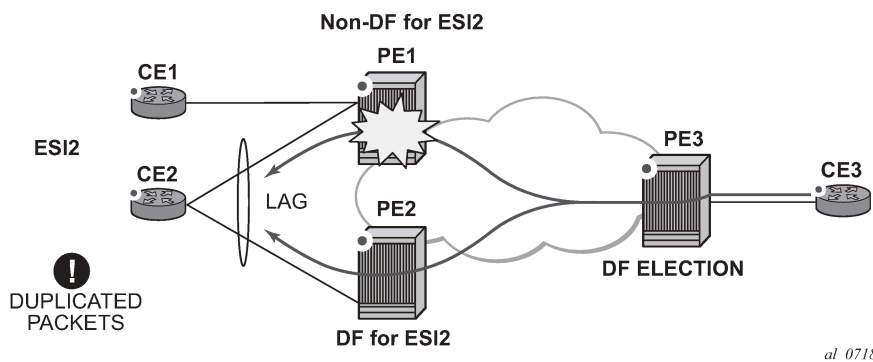 Non-DF for ESI2
PE1
CE1
ESI2
CE2
LAG
PE2
PE3
CE3
DF ELECTION
!
DUPLICATED
PACKETS
DF for ESI2
al_0718